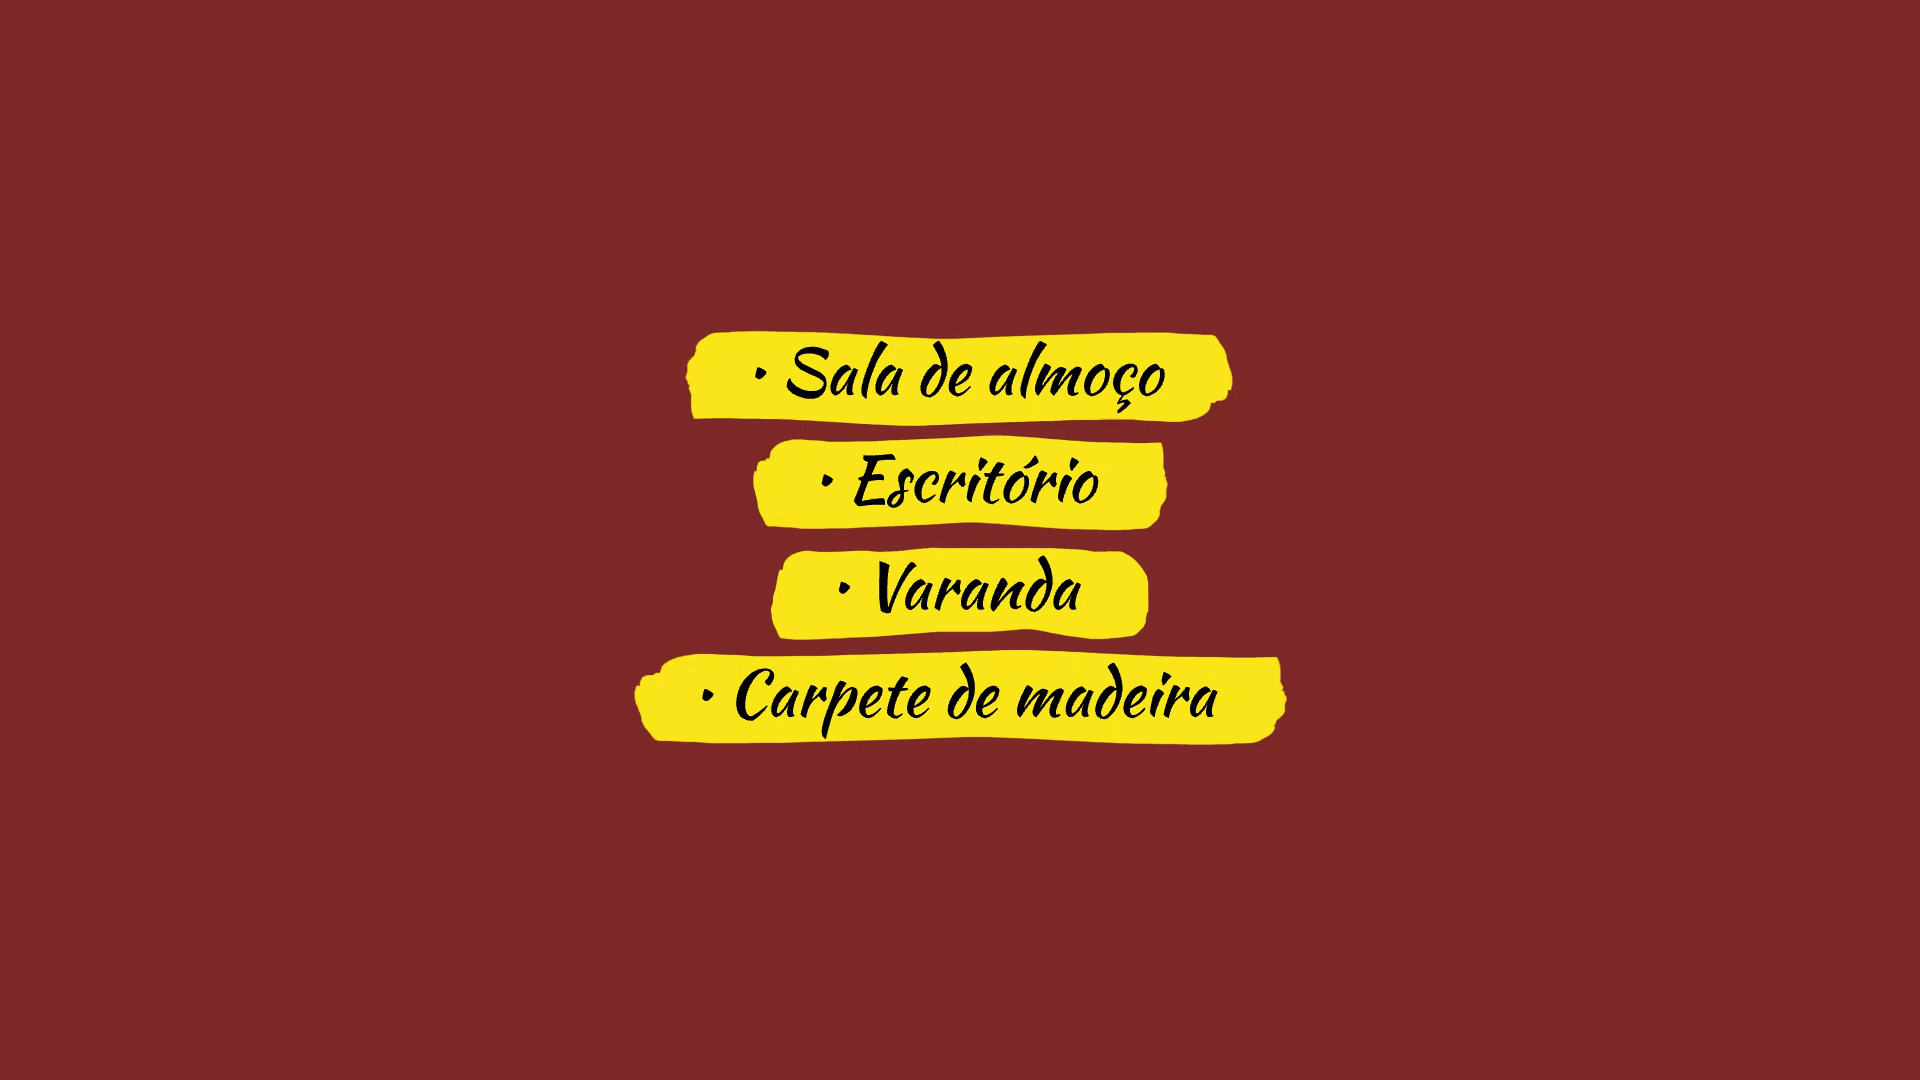 · Sala de almoço
· Escritório
· Varanda
· Carpete de madeira